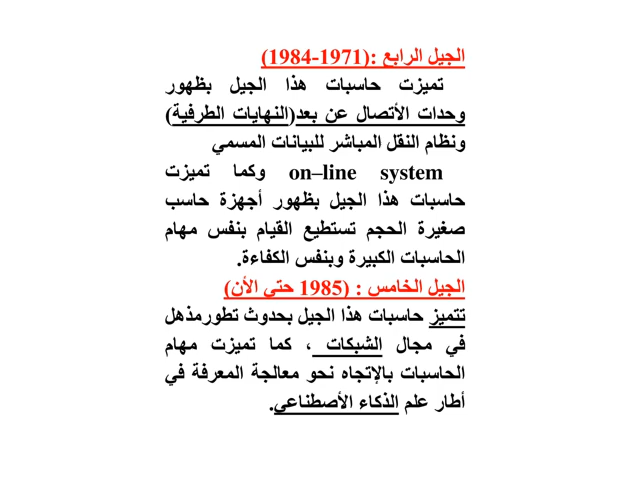 الجيل الرابع :(1971-1984)
تميزت حاسبات هذا الجيل بظهور
وحدات الأتصال عن بعد(النهايات الطرفية)
ونظام النقل المباشر للبيانات المسمي
on–line system وكما تميزت
حاسبات هذا الجيل بظهور أجهزة حاسب
صغيرة الحجم تستطيع القيام بنفس مهام
الحاسبات الكبيرة وبنفس الكفاءة.
الجيل الخامس : (1985 حتى الأن)
تتميز حاسبات هذا الجيل بحدوث تطورمذهل
في مجال الشبكات ، كما تميزت مهام
الحاسبات بالإتجاه نحو معالجة المعرفة في
أطار علم الذكاء الأصطناعي.